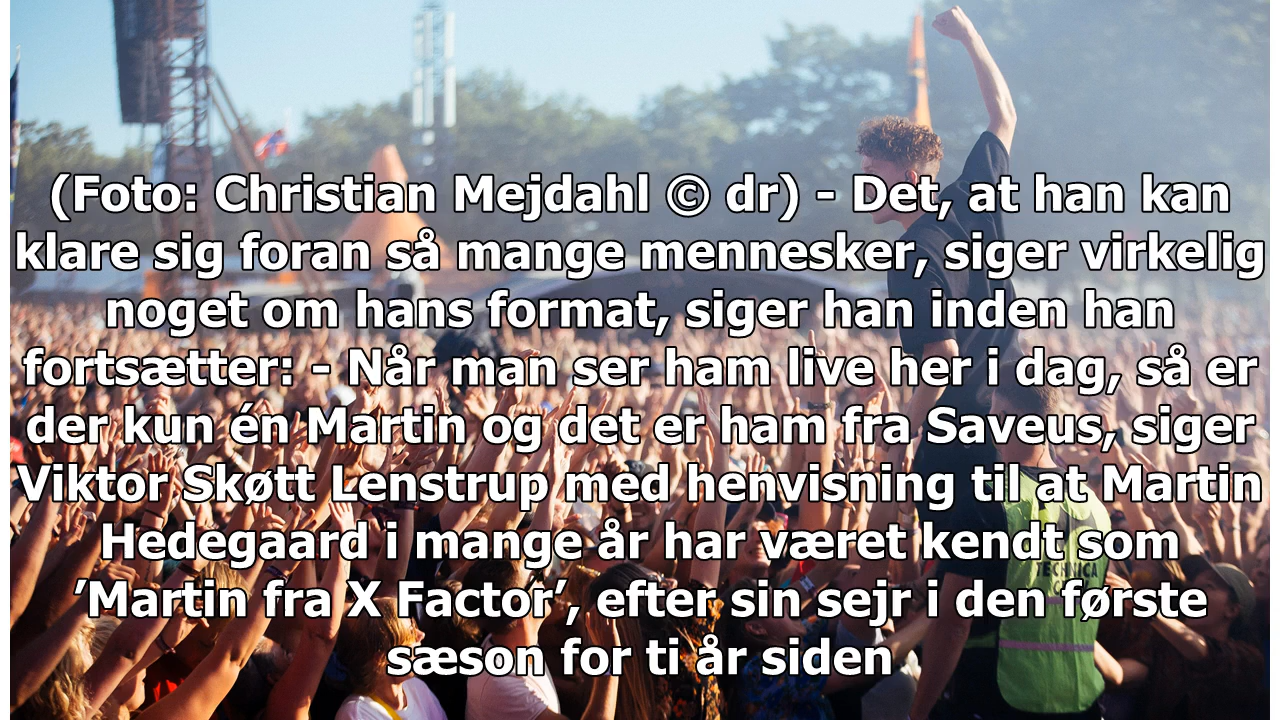 (Foto: Christian Mejdahl © dr) - Det, at han kan
klare sig foran så mange mennesker, siger virkelig
noget om hans format, siger han inden han
fortsætter: - Når man ser ham live her i dag, så er
der kun én Martin og det er ham fra Saveus, siger
Viktor Skøtt Lenstrup med henvisning til at Martin
Hedegaard i mange år har været kendt som
’Martin fra X Factor’, efter sin sejr i den første
sæson for ti år siden